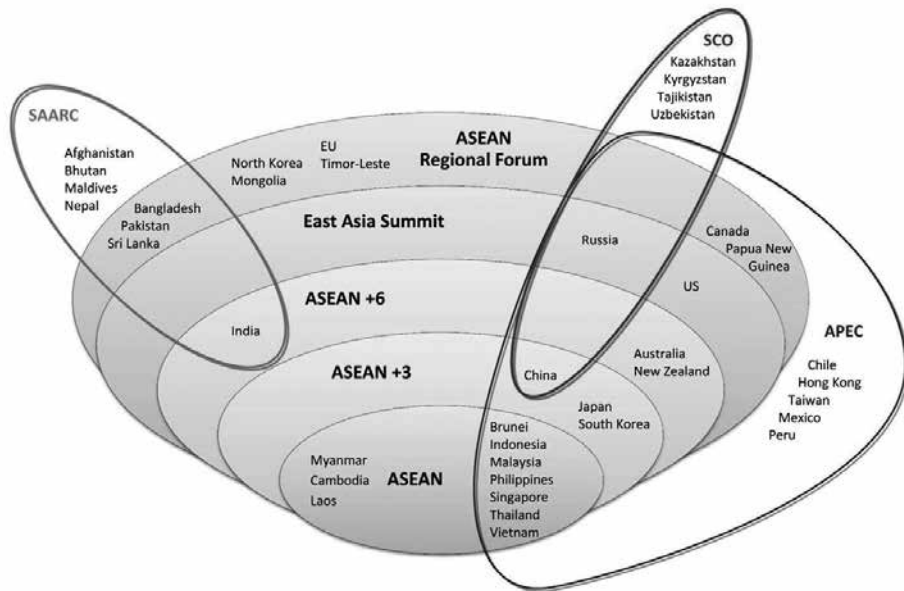 SCO
Kazakhstan
Kyrgyzstan
Tajikistan
Uzbekistan
SAARC
Afghanistan
Bhutan
Maldives
Nepal
Bangladesh
Pakistan
Sri Lanka
North Korea
Mongolia
EU
Timor-Leste
ASEAN
Regional Forum
East Asia Summit
Russia
Canada
Papua New
Guinea
US
ASEAN +6
India
Australia
New Zealand
APEC
Chile
Hong Kong
Taiwan
Mexico
Peru
ASEAN +3
China
Japan
South Korea
Myanmar
Cambodia
Laos
ASEAN
Brunei
Indonesia
Malaysia
Philippines
Singapore
Thailand
Vietnam